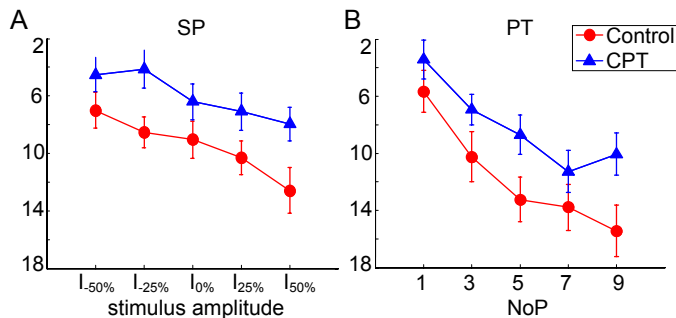 A
SP
2
6
10
14
18
I-50%
I-25%
I0%
I25%
I50%
stimulus amplitude
B
PT
Control
CPT
2
6
10
14
18
1
3
5
7
9
NoP